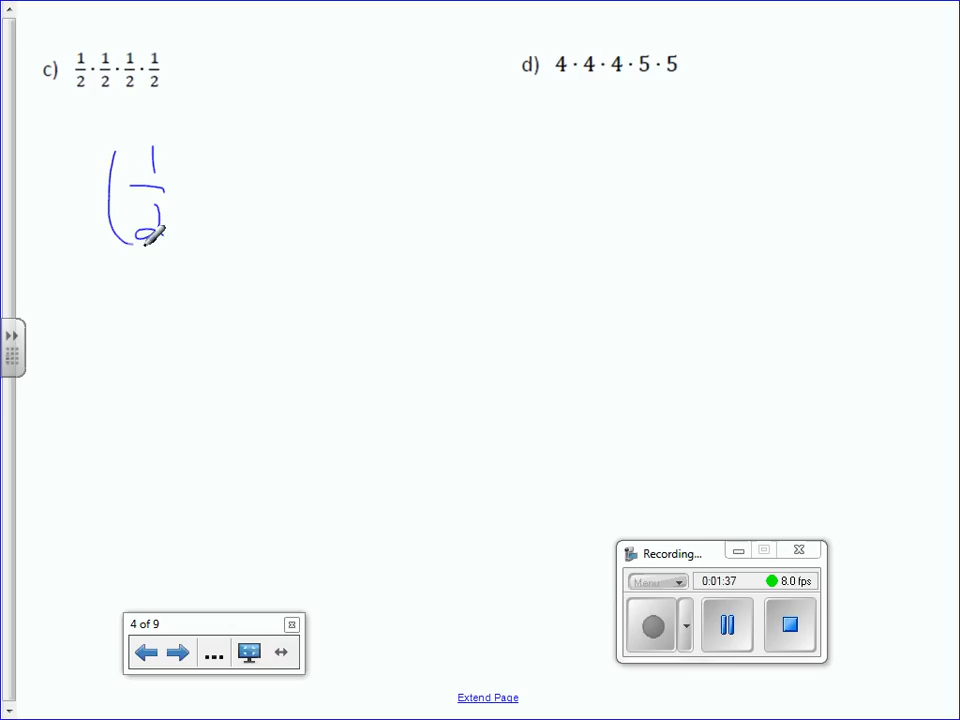 c) 1/2 · 1/2 · 1/2 · 1/2
d) 4 · 4 · 4 · 5 · 5
(1/2
Recording...
Menu
0:01:37
8.0 fps
4 of 9
...
Extend Page